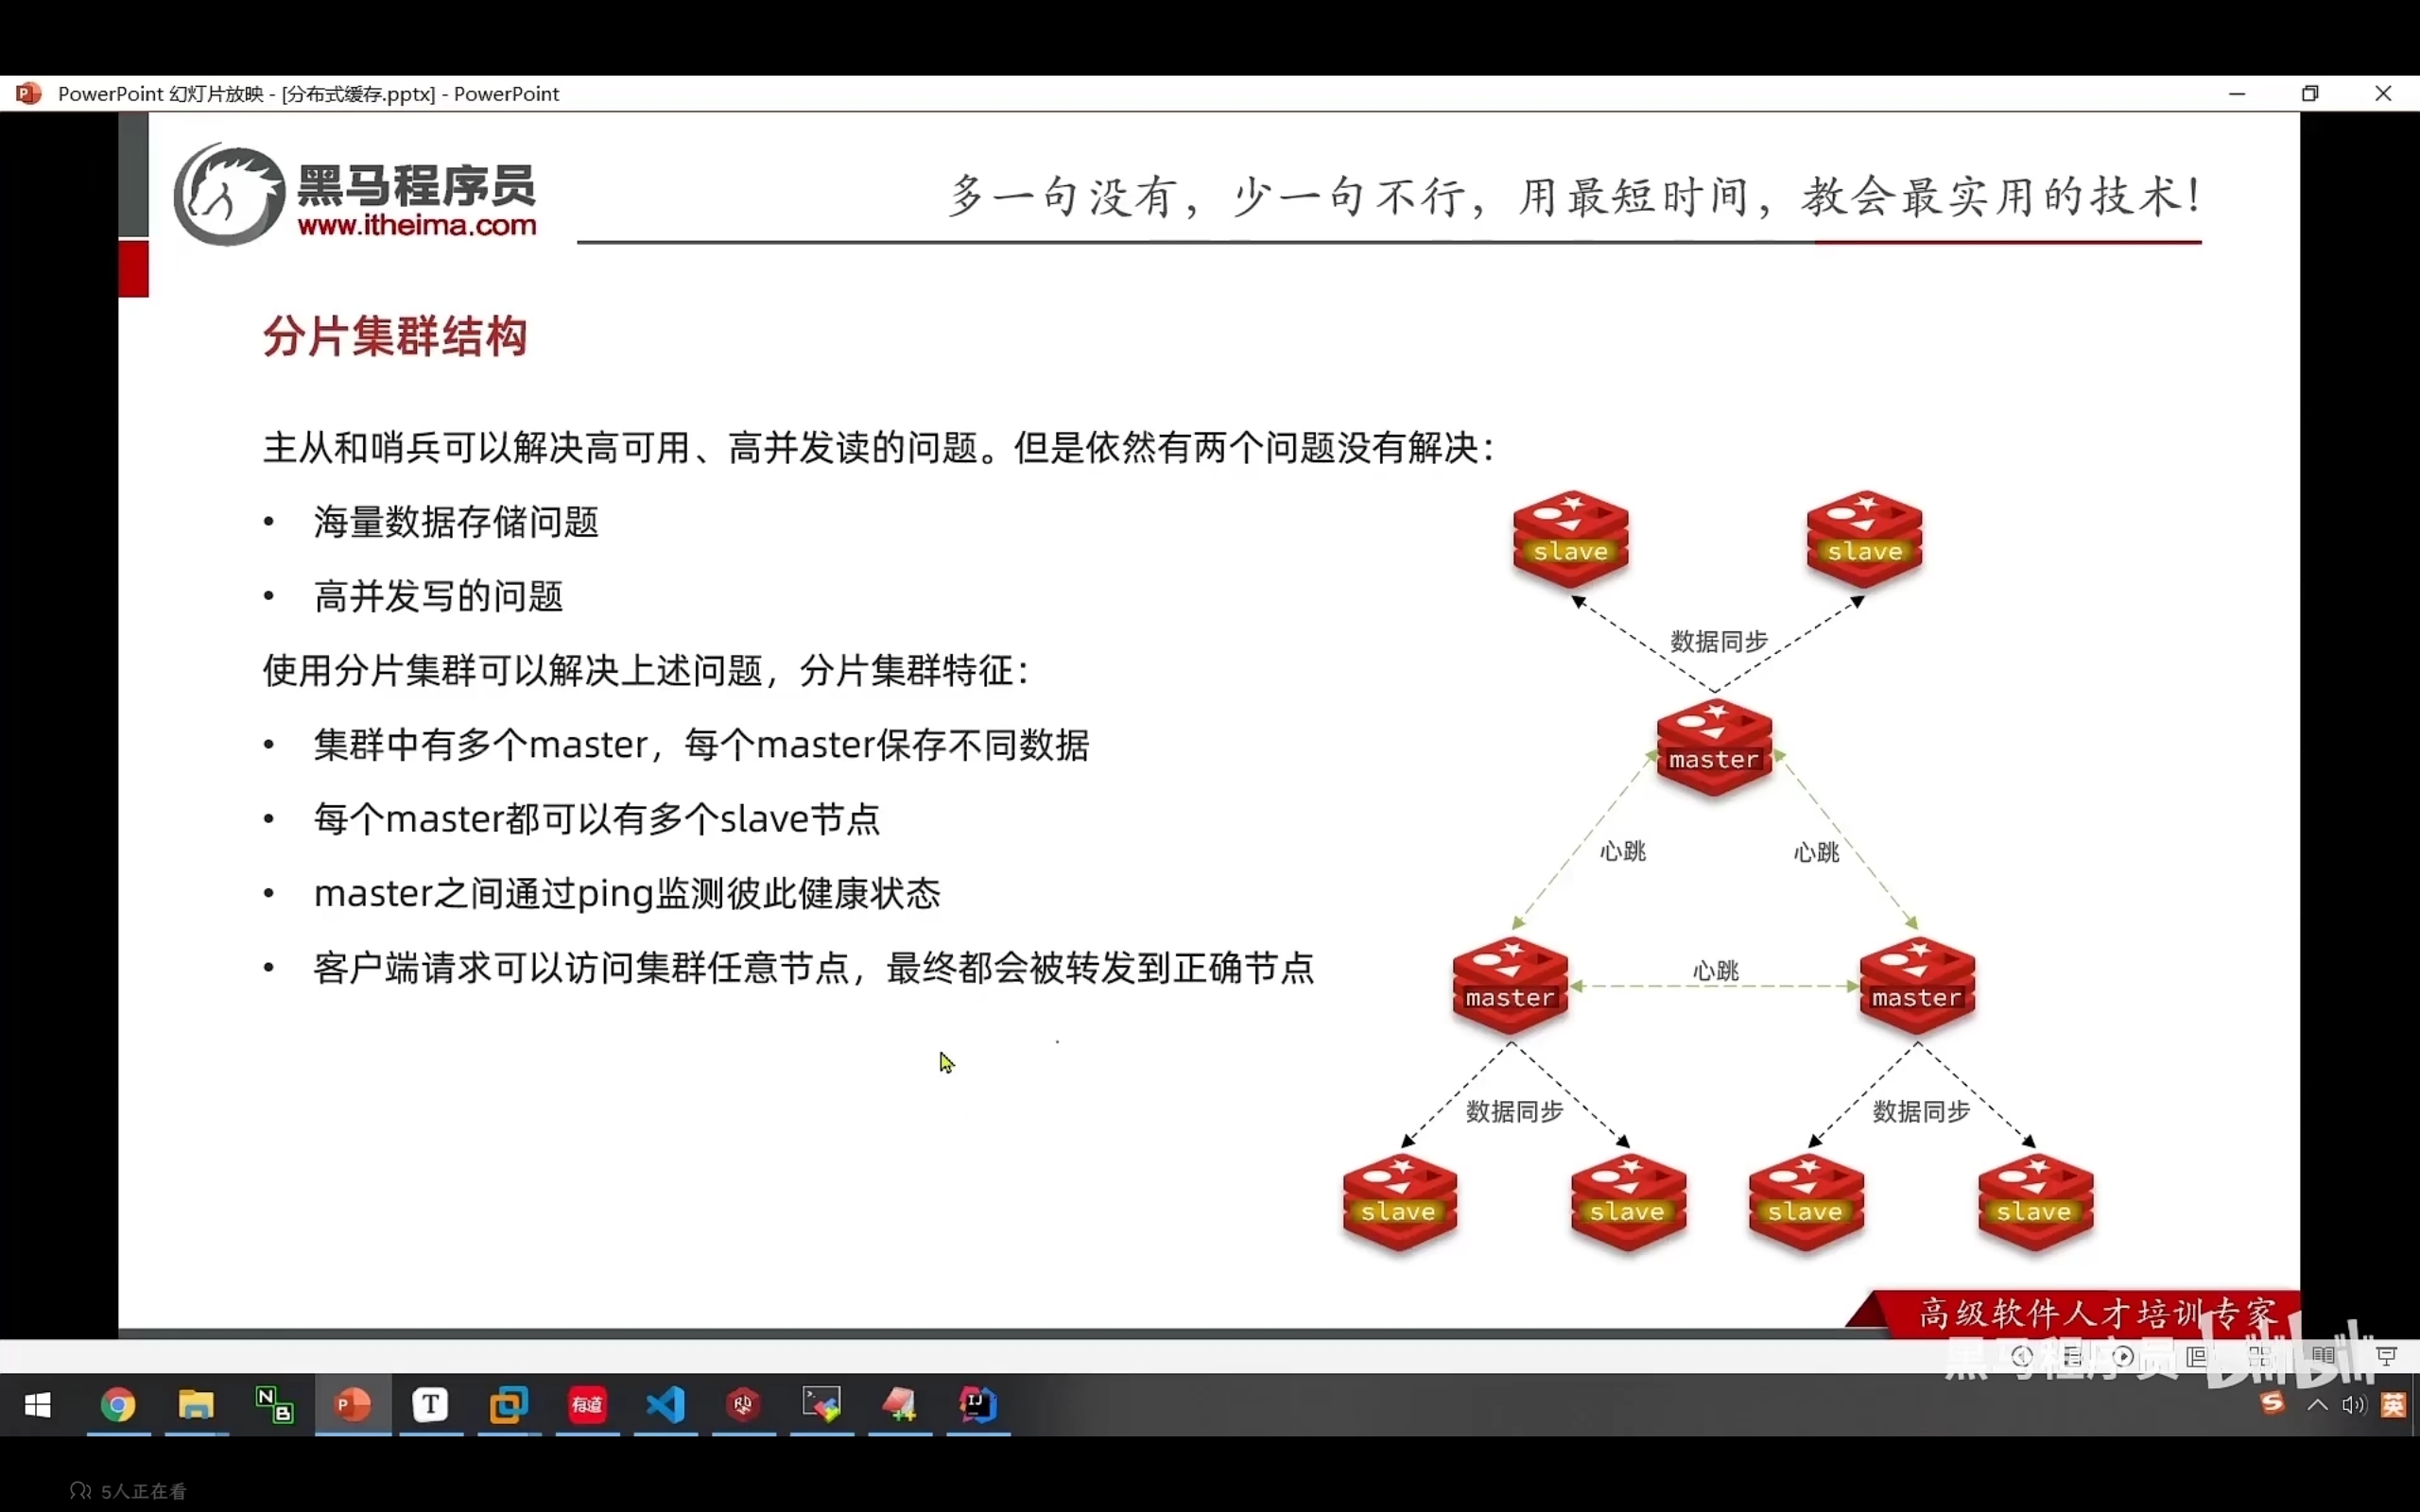 PowerPoint 幻灯片放映 - [分布式缓存.pptx] - PowerPoint
黑马程序员
www.itheima.com
多一句没有，少一句不行，用最短时间，教会最实用的技术！
分片集群结构
主从和哨兵可以解决高可用、高并发读的问题。但是依然有两个问题没有解决：
• 海量数据存储问题
• 高并发写的问题
使用分片集群可以解决上述问题，分片集群特征：
• 集群中有多个master，每个master保存不同数据
• 每个master都可以有多个slave节点
• master之间通过ping监测彼此健康状态
• 客户端请求可以访问集群任意节点，最终都会被转发到正确节点
slave
slave
数据同步
master
心跳
心跳
master
心跳
master
数据同步
数据同步
slave
slave
slave
slave
高级软件人才培训专家
黑马程序员
bilibili
有道
英
5人正在看